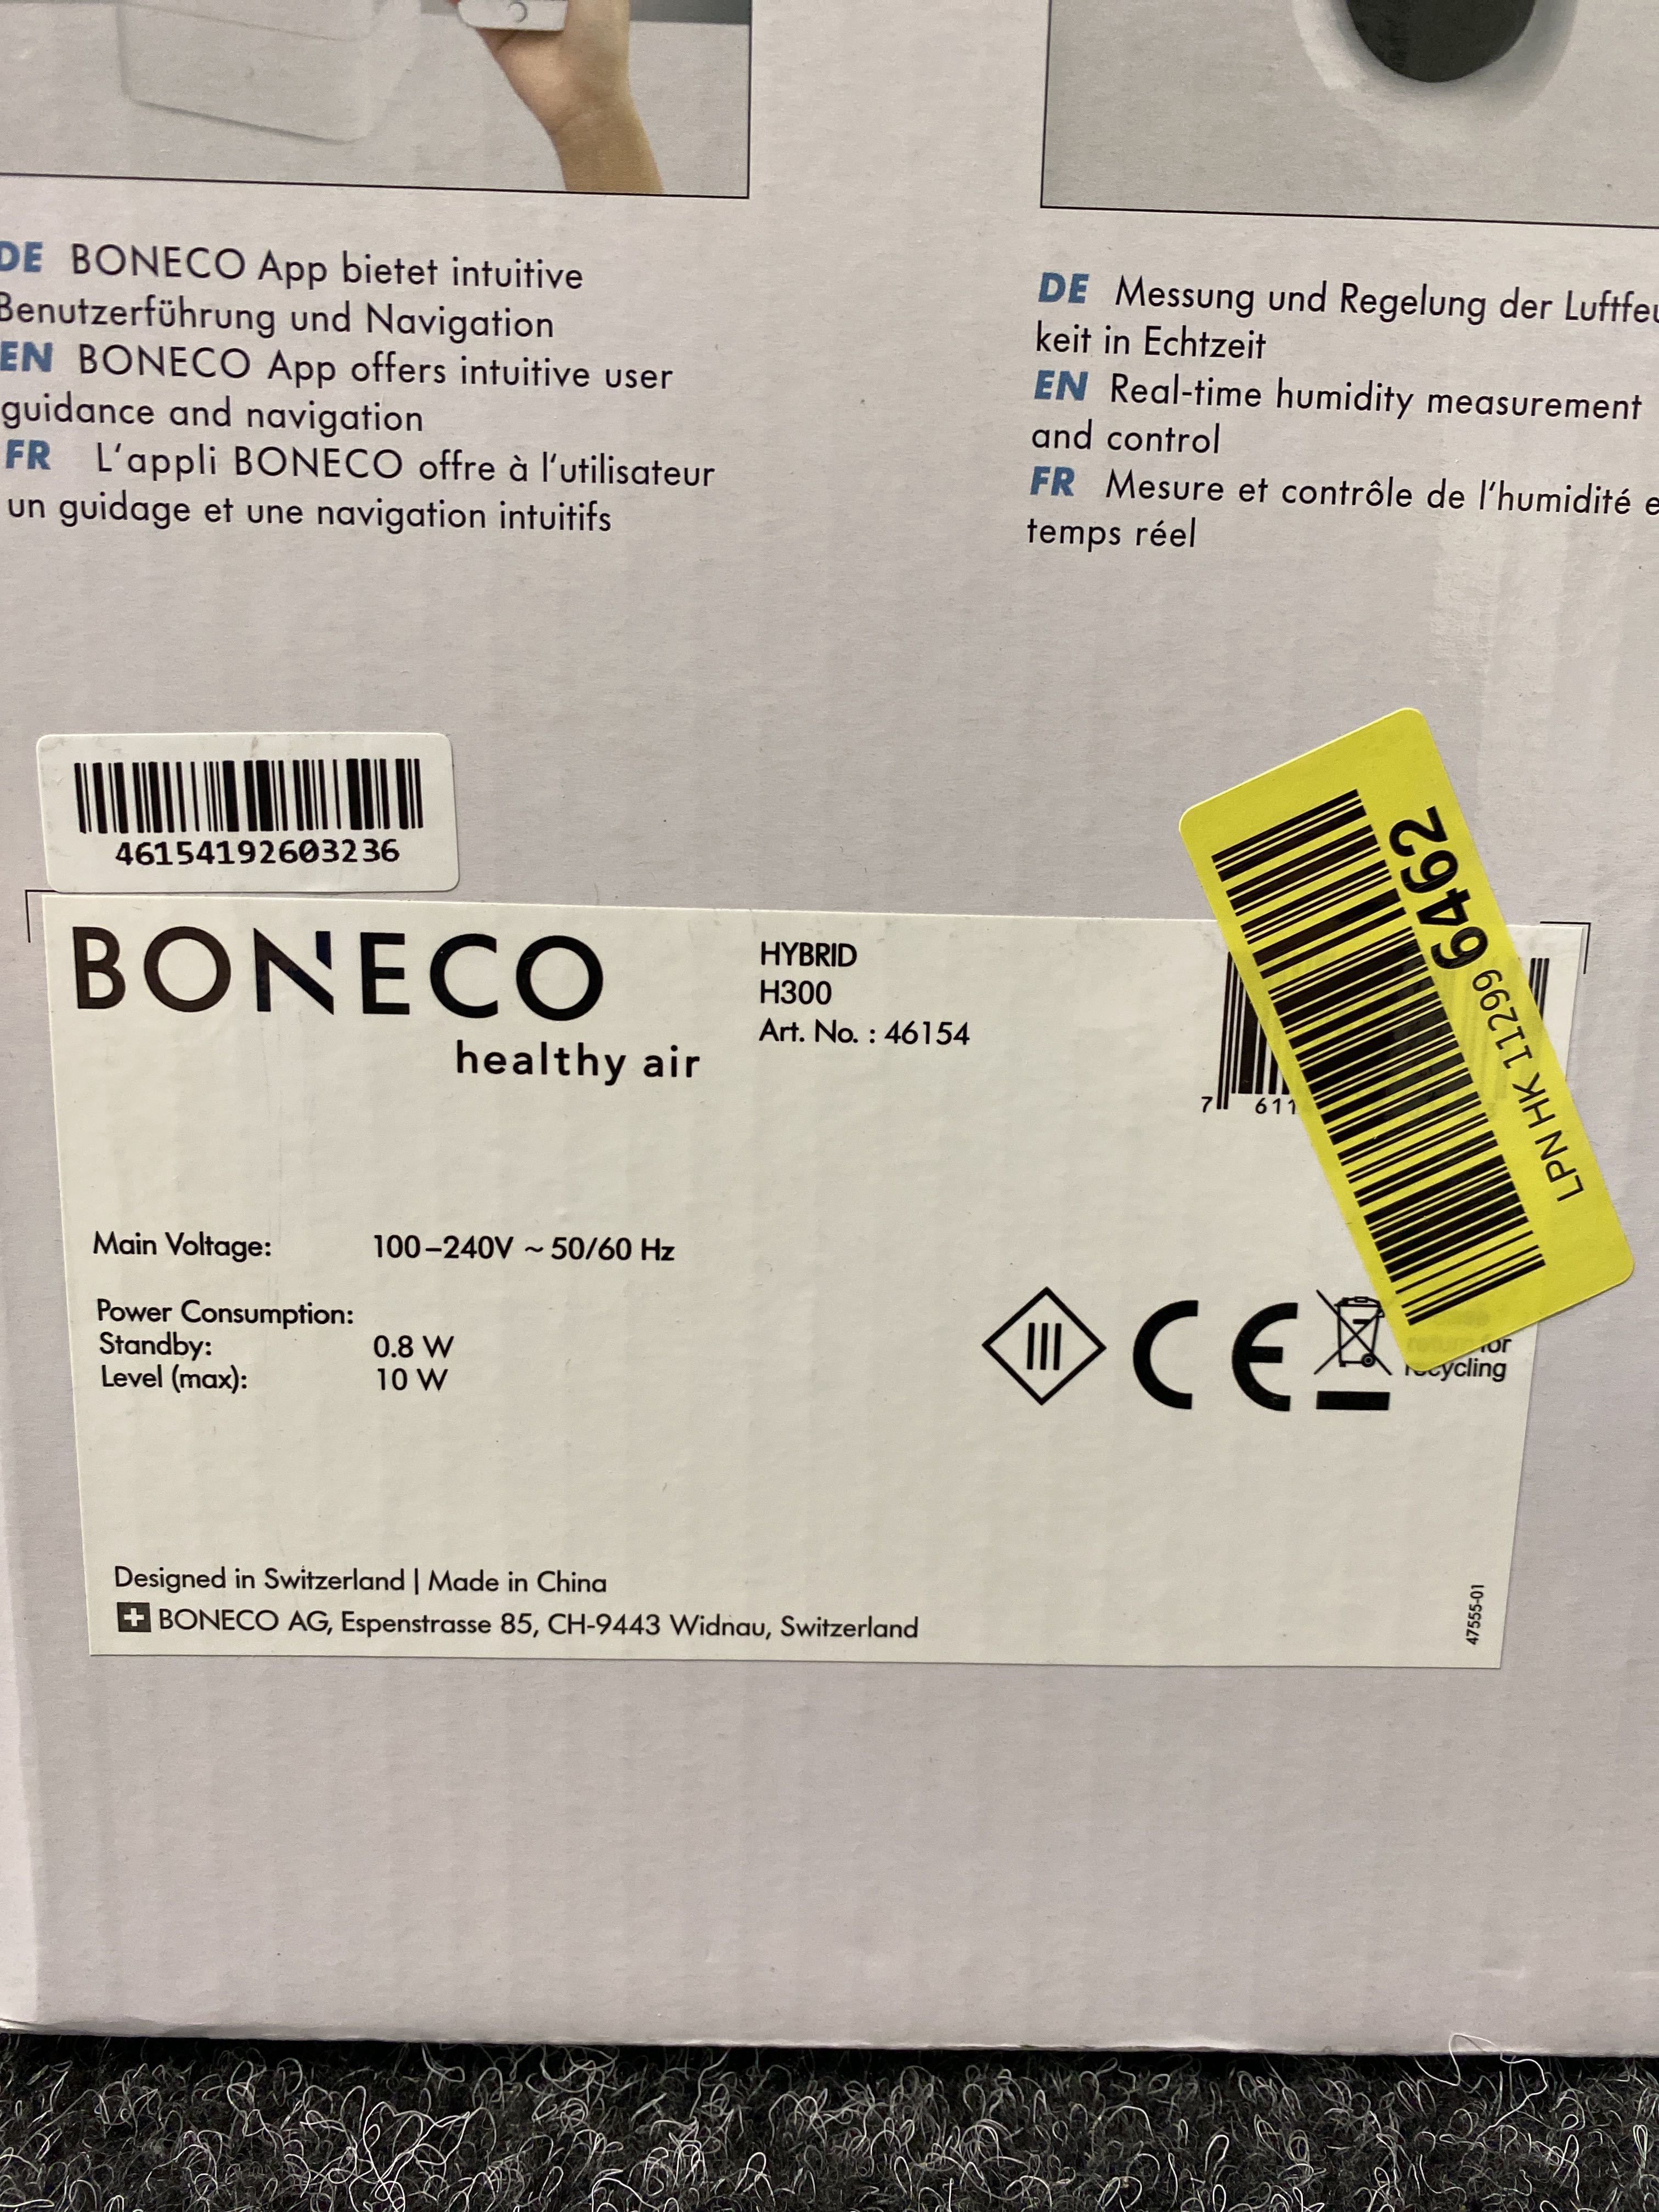 DE BONECO App bietet intuitive
Benutzerführung und Navigation
EN BONECO App offers intuitive user
guidance and navigation
FR L'appli BONECO offre à l'utilisateur
un guidage et une navigation intuitifs
DE Messung und Regelung der Luftfeu
keit in Echtzeit
EN Real-time humidity measurement
and control
FR Mesure et contrôle de l'humidité e
temps réel
46154192603236
BONECO
healthy air
HYBRID
H300
Art. No. : 46154
7 611
LPN HK 11299 6462
Main Voltage: 100–240V ~ 50/60 Hz
Power Consumption:
Standby: 0.8 W
Level (max): 10 W
III
CE
for
recycling
Designed in Switzerland | Made in China
BONECO AG, Espenstrasse 85, CH-9443 Widnau, Switzerland
47555-01